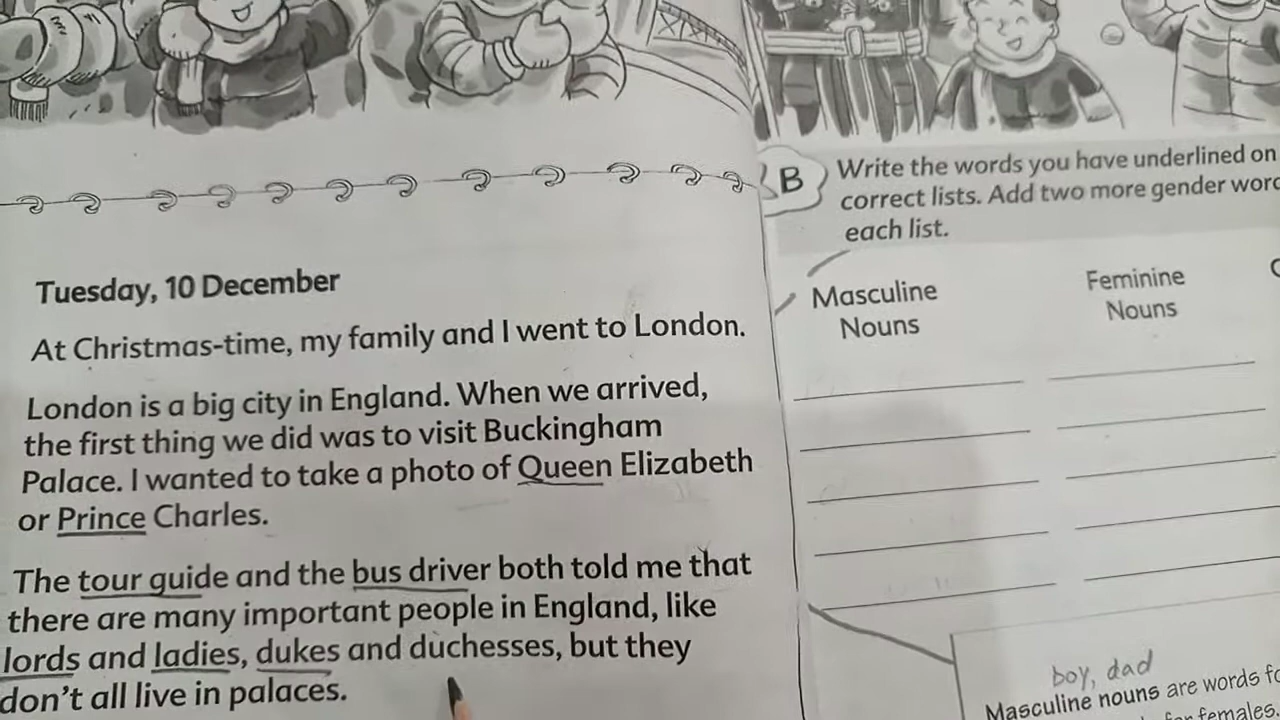 Tuesday, 10 December
At Christmas-time, my family and I went to London.
London is a big city in England. When we arrived,
the first thing we did was to visit Buckingham
Palace. I wanted to take a photo of Queen Elizabeth
or Prince Charles.
The tour guide and the bus driver both told me that
there are many important people in England, like
lords and ladies, dukes and duchesses, but they
don't all live in palaces.
B
Write the words you have underlined on
correct lists. Add two more gender
each list.
Masculine
Nouns
Feminine
Nouns
boy, dad
Masculine nouns are words
for females.